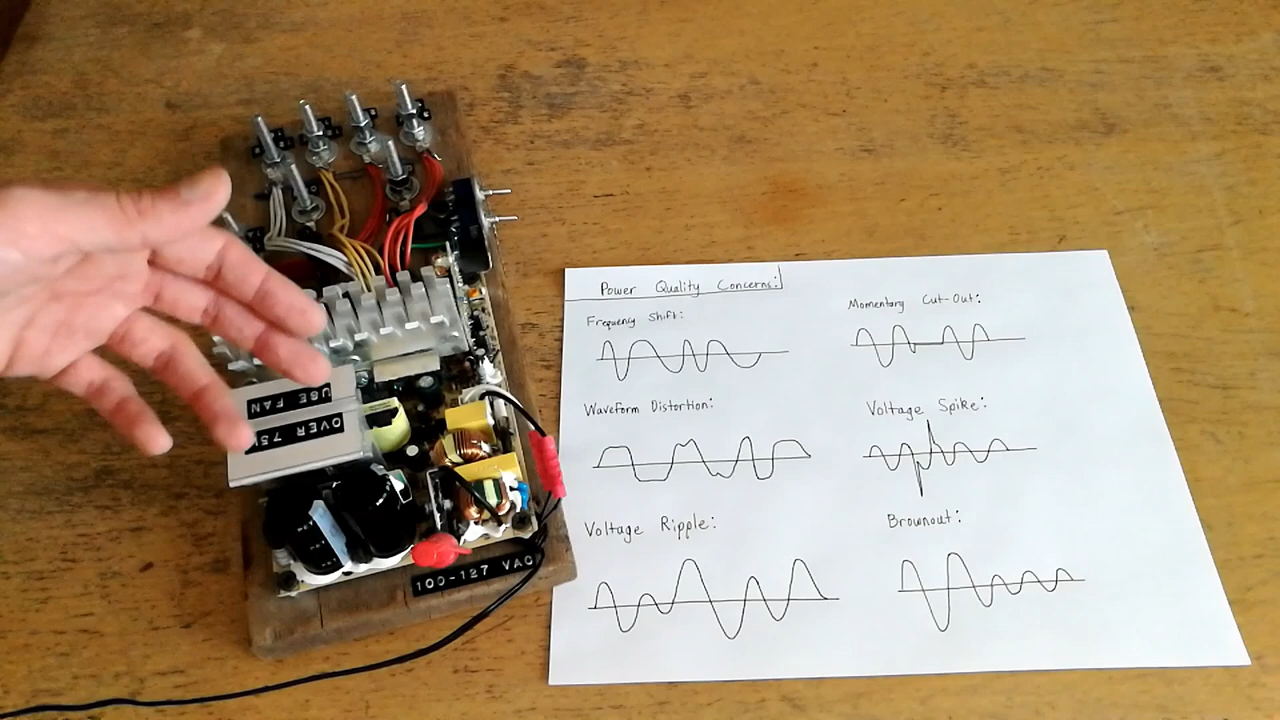 USE FAN
OVER
100-127 VAC
Power Quality Concerns:
Frequency Shift:
Momentary Cut-Out:
Waveform Distortion:
Voltage Spike:
Voltage Ripple:
Brownout: